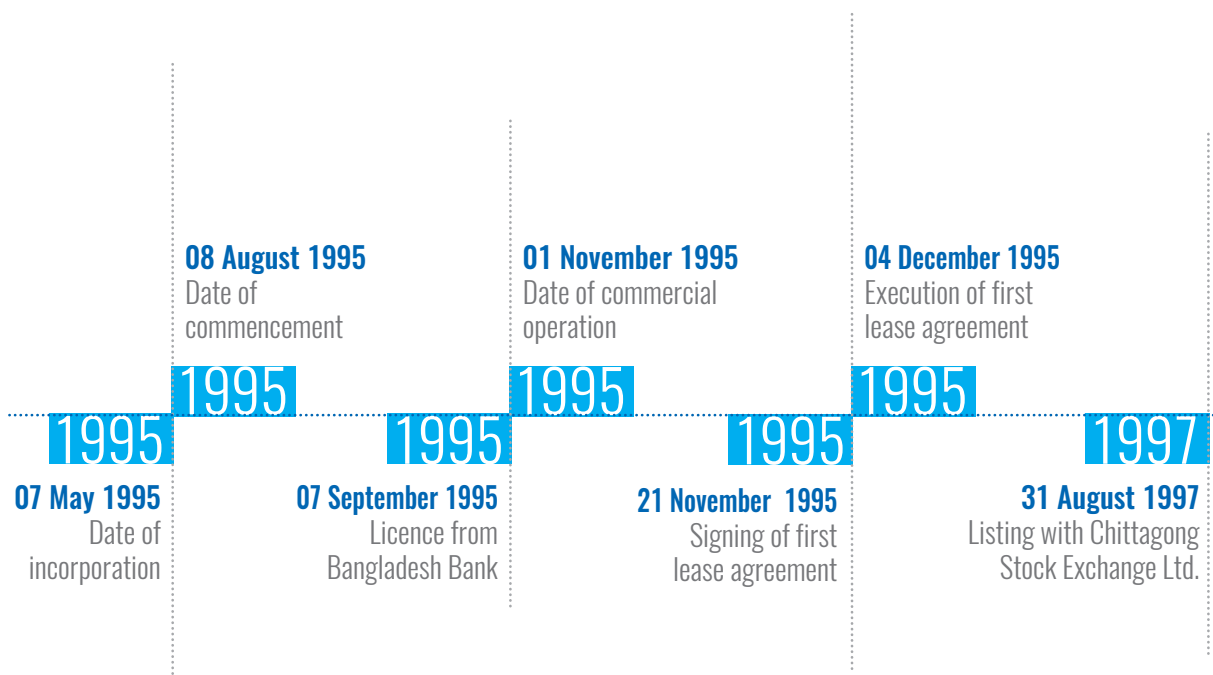 08 August 1995
Date of
commencement
1995
01 November 1995
Date of commercial
operation
1995
04 December 1995
Execution of first
lease agreement
1995
1995
07 May 1995
Date of
incorporation
1995
07 September 1995
Licence from
Bangladesh Bank
1995
21 November 1995
Signing of first
lease agreement
1997
31 August 1997
Listing with Chittagong
Stock Exchange Ltd.